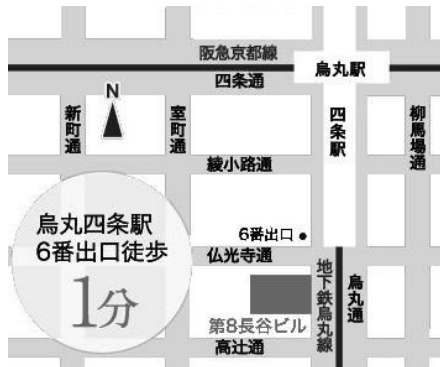 阪急京都線
烏丸駅
四条通
N
新町通
室町通
四条駅
柳馬場通
綾小路通
烏丸四条駅
6番出口徒歩
1分
6番出口
仏光寺通
地下鉄烏丸線
烏丸通
第8長谷ビル
高辻通